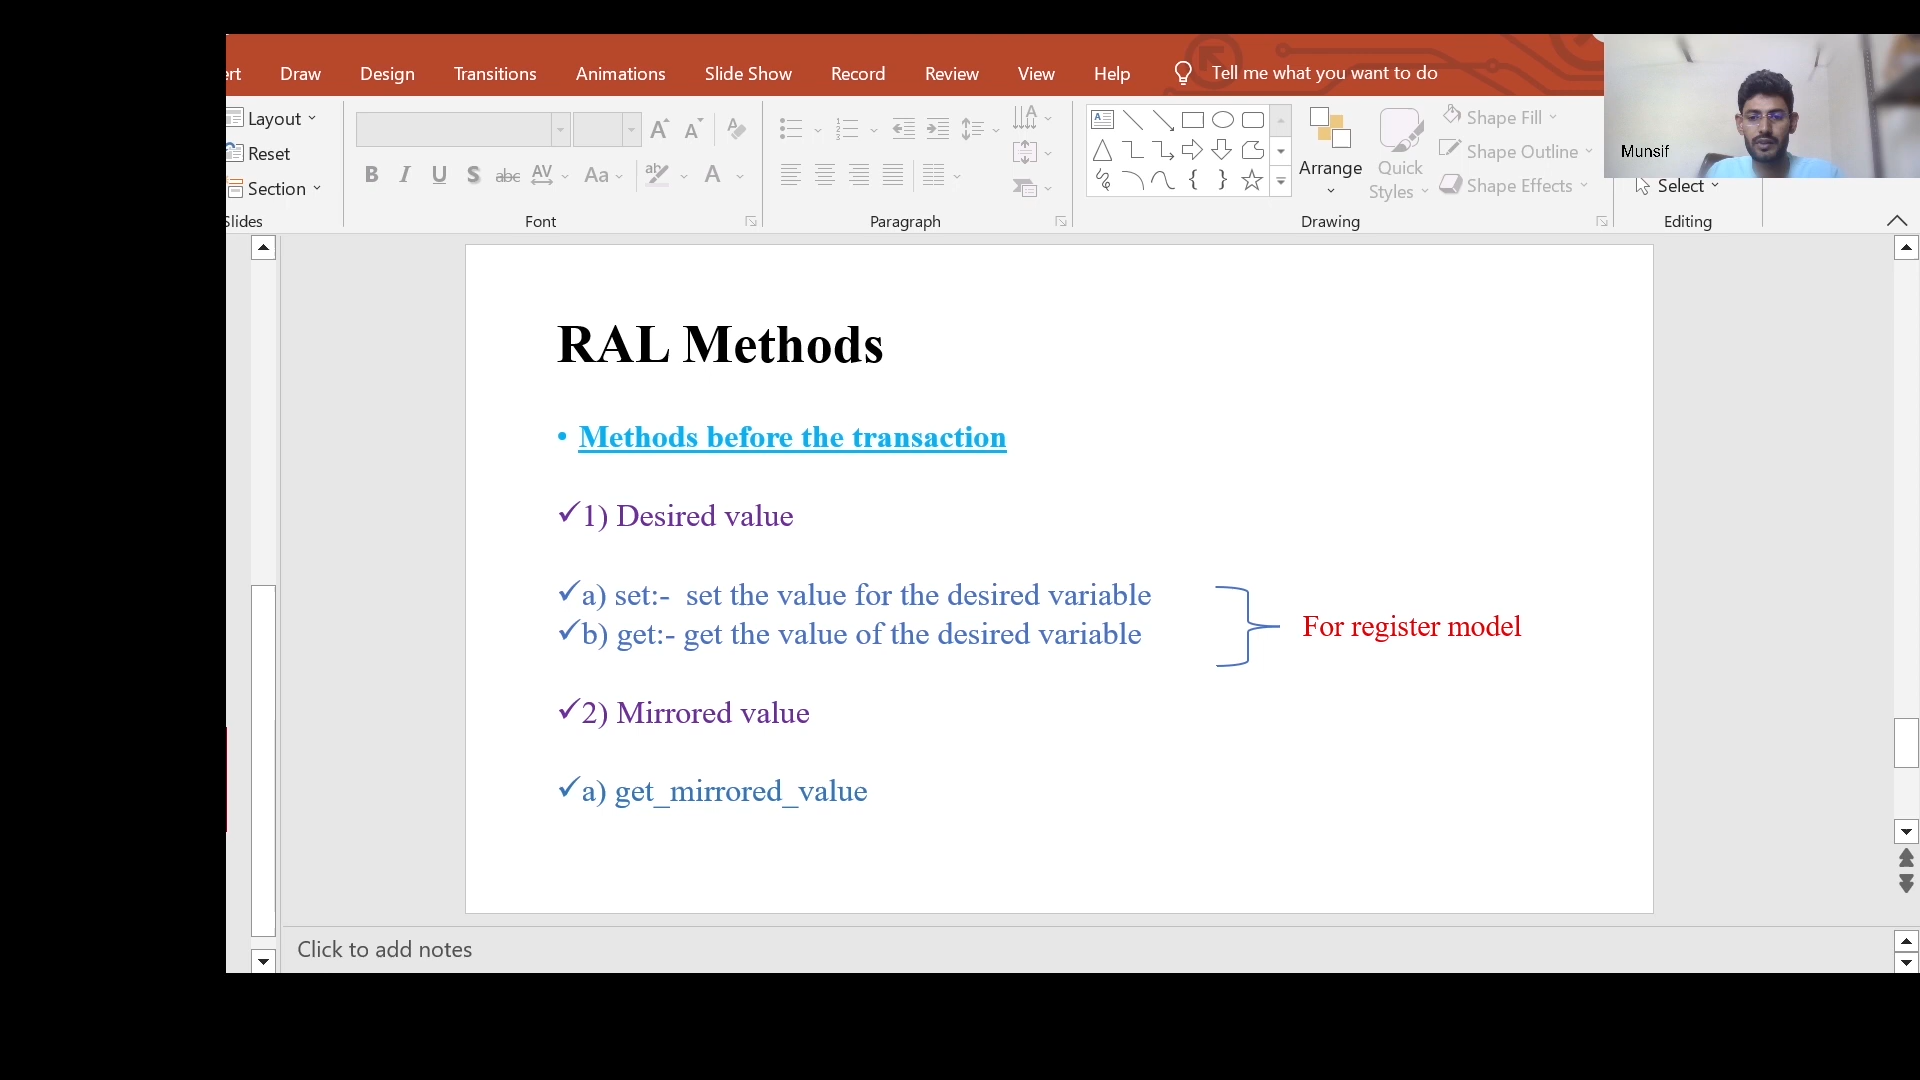 Draw Design Transitions Animations Slide Show Record Review View Help Tell me what you want to do
Munsif
Layout
Reset
Section
Slides
B I U S abc AV Aa A
Font
Paragraph
Arrange
Quick
Styles
Shape Fill
Shape Outline
Shape Effects
Drawing
Select
Editing
RAL Methods
• Methods before the transaction
✓1) Desired value
✓a) set:- set the value for the desired variable
✓b) get:- get the value of the desired variable
For register model
✓2) Mirrored value
✓a) get_mirrored_value
Click to add notes